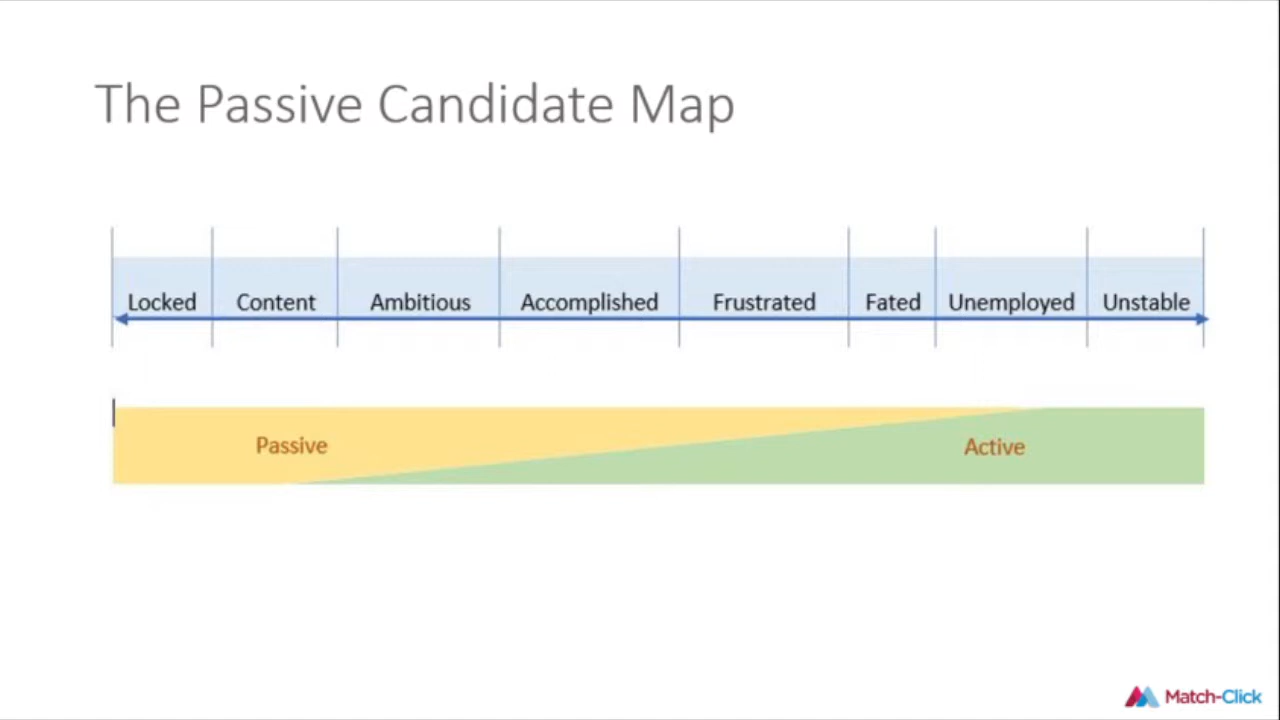 The Passive Candidate Map
Locked Content Ambitious Accomplished Frustrated Fated Unemployed Unstable
Passive Active
Match-Click